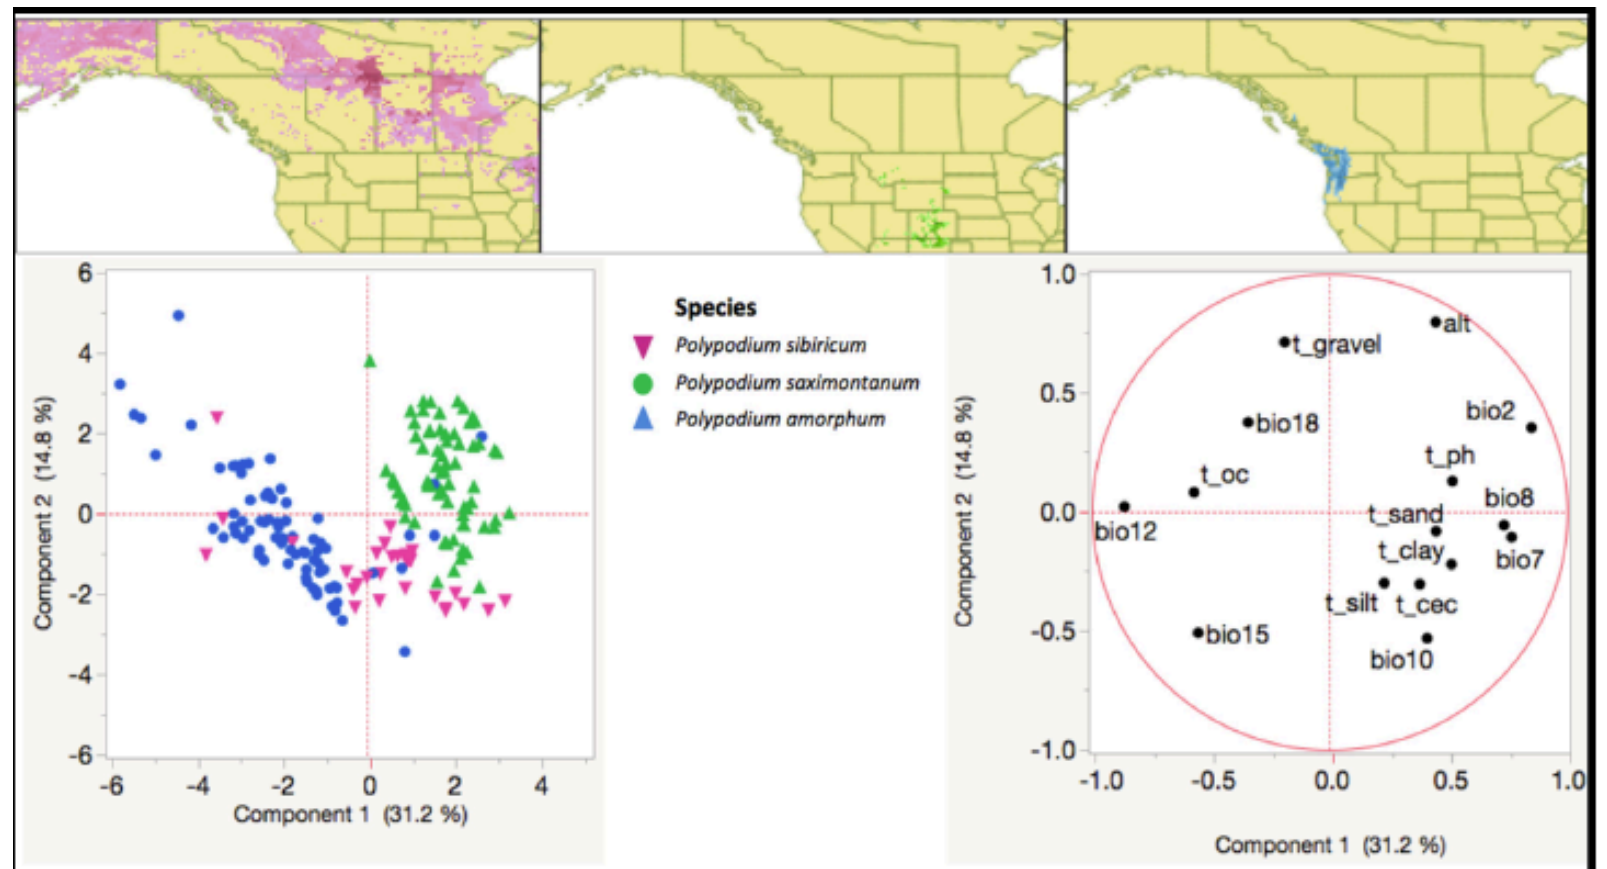 6
4
2
0
-2
-4
-6
-6
-4
-2
0
2
4
Component 2 (14.8 %)
Component 1 (31.2 %)
Species
Polypodium sibiricum
Polypodium saximontanum
Polypodium amorphum
1.0
0.5
0.0
-0.5
-1.0
-1.0
-0.5
0.0
0.5
1.0
Component 2 (14.8 %)
Component 1 (31.2 %)
alt
t_gravel
bio2
bio18
t_ph
t_oc
bio8
t_sand
bio12
t_clay
bio7
t_silt
t_cec
bio15
bio10